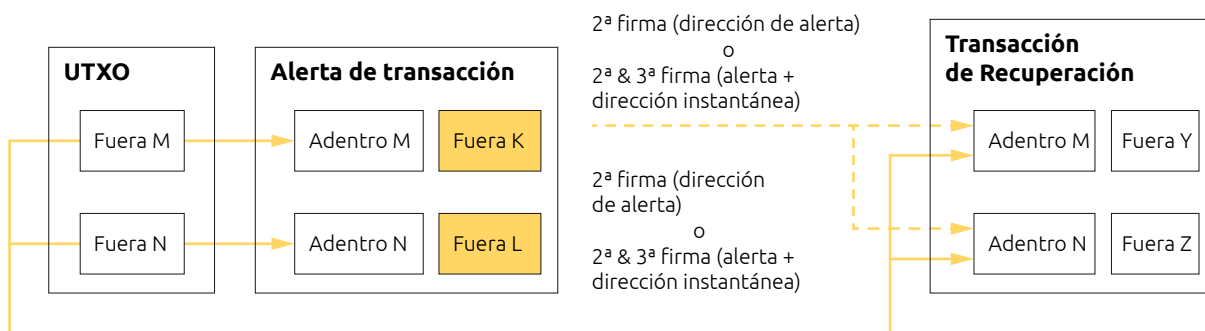 UTXO
Fuera M
Fuera N
Alerta de transacción
Adentro M
Fuera K
Adentro N
Fuera L
2ª firma (dirección de alerta)
o
2ª & 3ª firma (alerta +
dirección instantánea)
2ª firma (dirección
de alerta)
o
2ª & 3ª firma (alerta +
dirección instantánea)
Transacción
de Recuperación
Adentro M
Fuera Y
Adentro N
Fuera Z